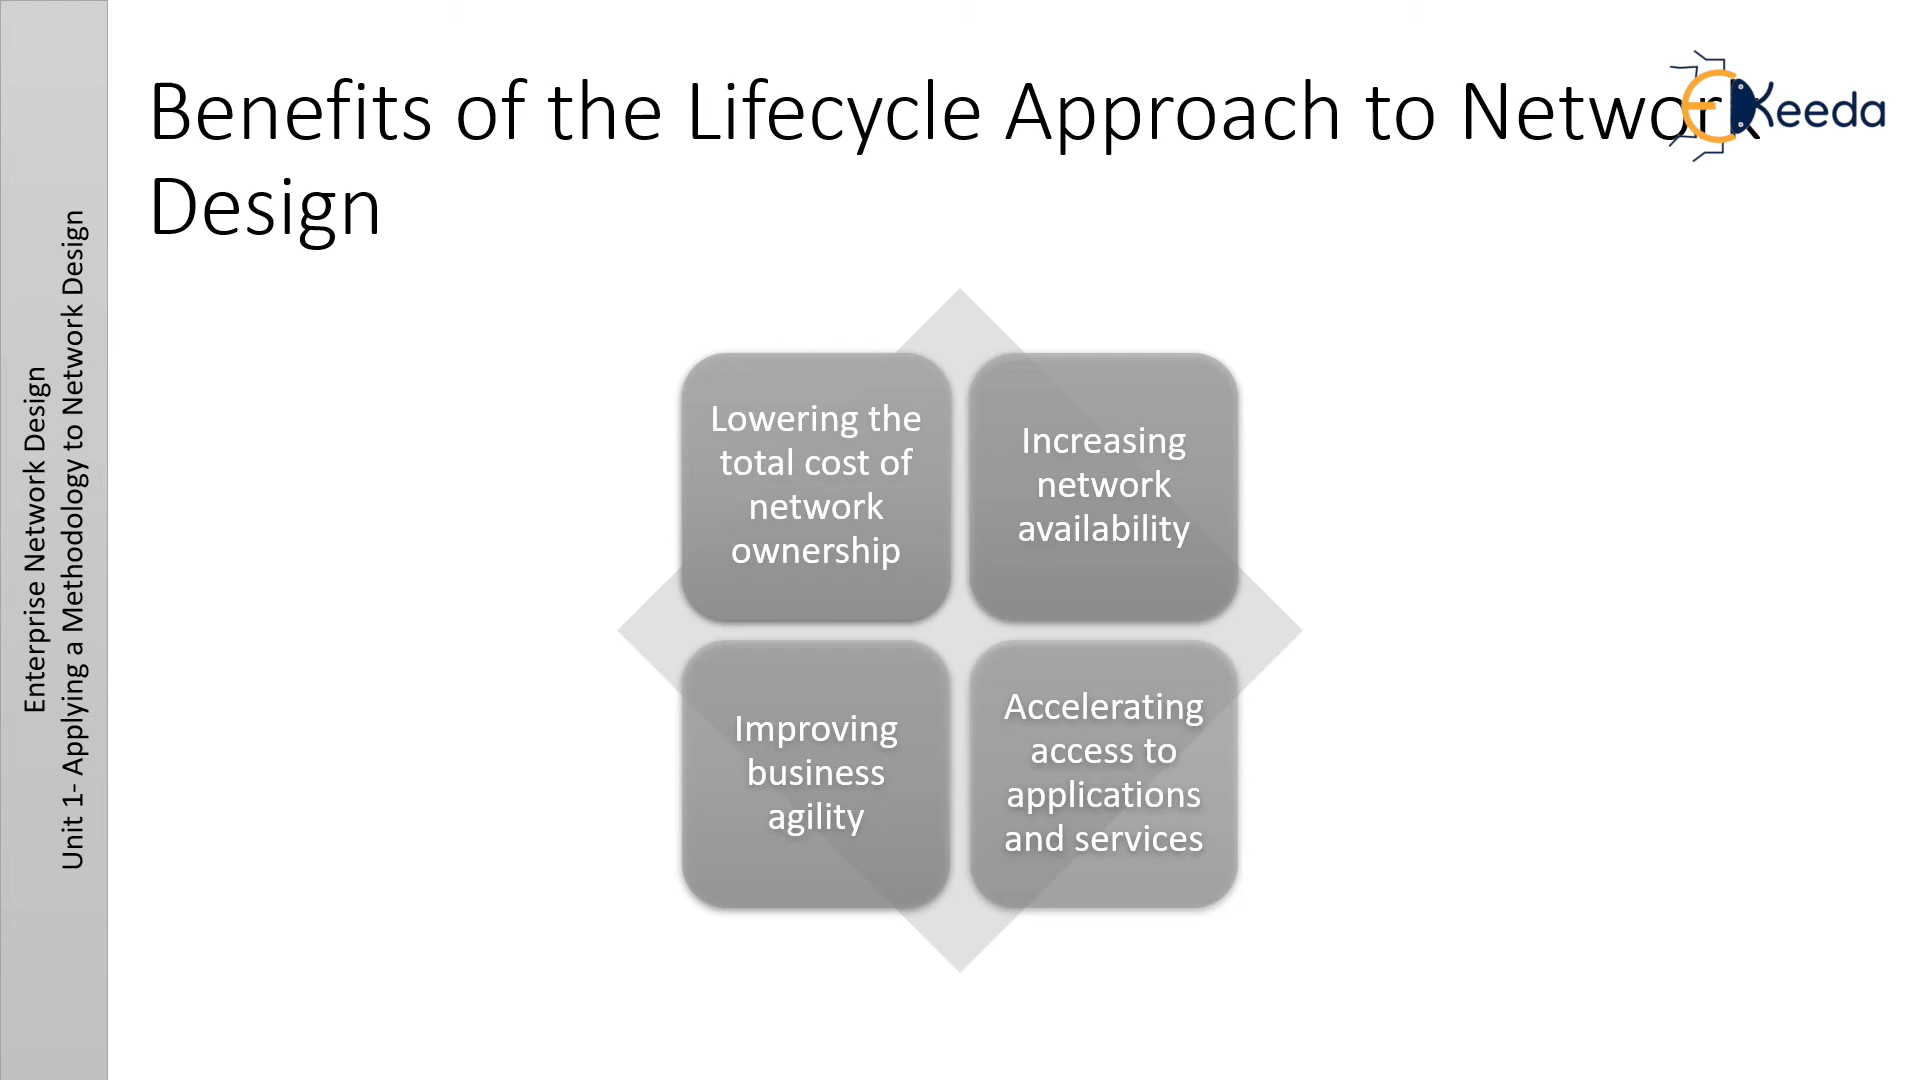 Enterprise Network Design
Unit 1- Applying a Methodology to Network Design
Benefits of the Lifecycle Approach to Network
Design
EKeeda
Lowering the
total cost of
network
ownership
Increasing
network
availability
Improving
business
agility
Accelerating
access to
applications
and services